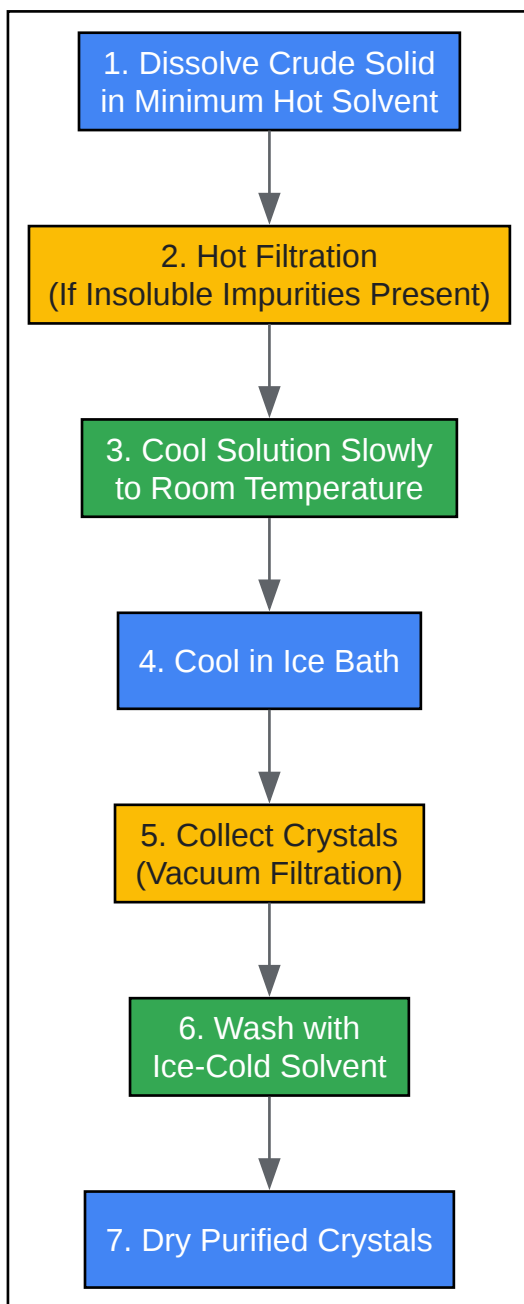 1. Dissolve Crude Solid
in Minimum Hot Solvent
2. Hot Filtration
(If Insoluble Impurities Present)
3. Cool Solution Slowly
to Room Temperature
4. Cool in Ice Bath
5. Collect Crystals
(Vacuum Filtration)
6. Wash with
Ice-Cold Solvent
7. Dry Purified Crystals